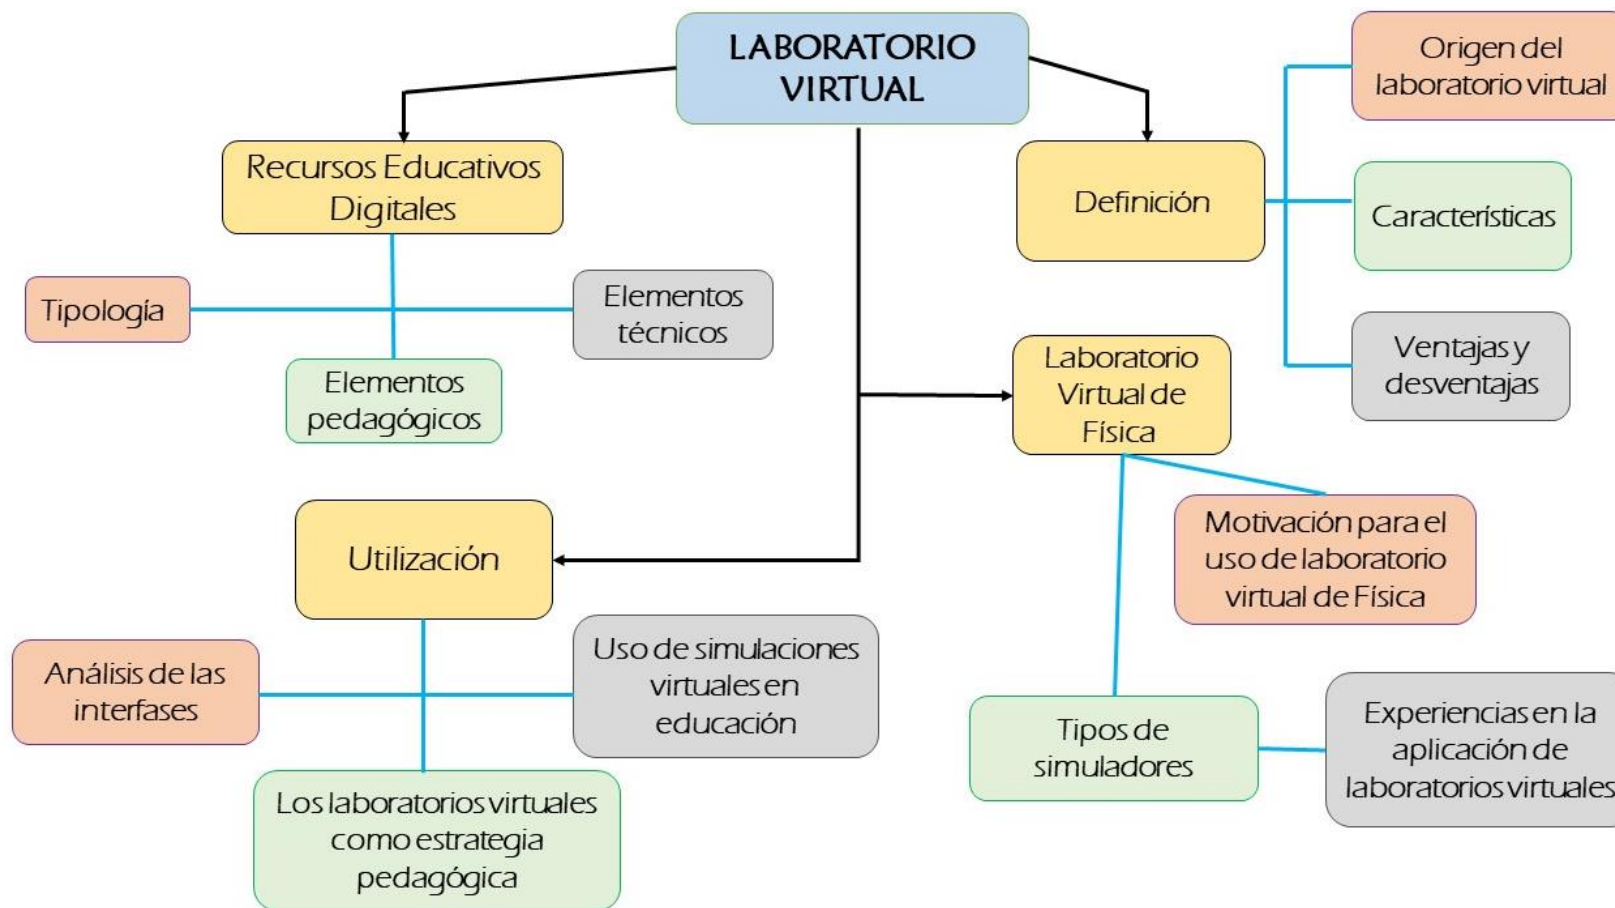 LABORATORIO
VIRTUAL
Recursos Educativos
Digitales
Tipología
Elementos
técnicos
Elementos
pedagógicos
Definición
Origen del
laboratorio virtual
Cararacterísticas
Ventajas y
desventajas
Laboratorio
Virtual de
Física
Motivación para el
uso de laboratorio
virtual de Física
Tipos de
simuladores
Experiencias en la
aplicación de
laboratorios virtuales
Utilización
Análisis de las
interfases
Uso de simulaciones
virtuales en
educación
Los laboratorios virtuales
como estrategia
pedagógica